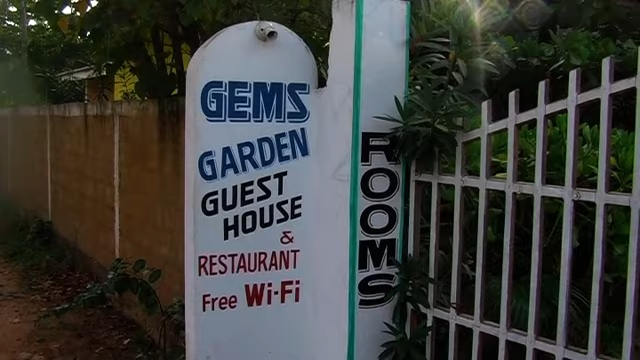 GEMS
GARDEN
GUEST
HOUSE
&
RESTAURANT
Free Wi-Fi
ROOMS